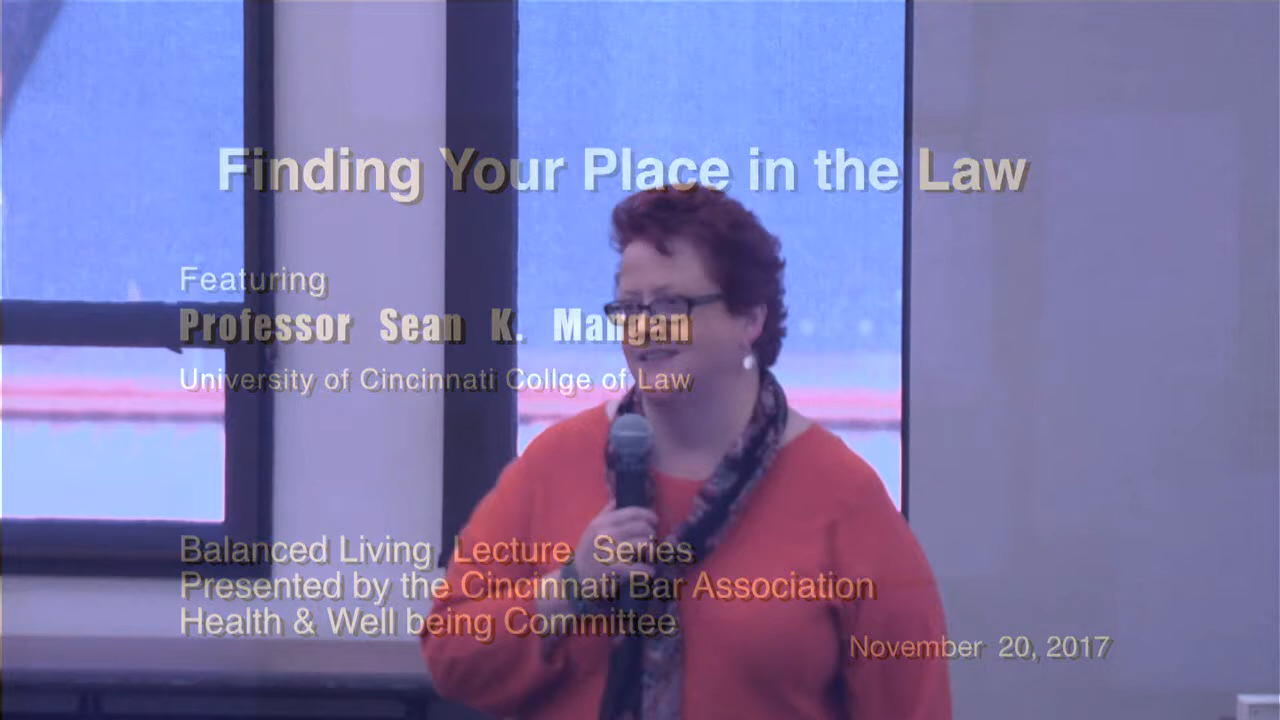 Finding Your Place in the Law
Featuring
Professor Sean K. Mangan
University of Cincinnati Collge of Law
Balanced Living Lecture Series
Presented by the Cincinnati Bar Association
Health & Well being Committee
November 20, 2017